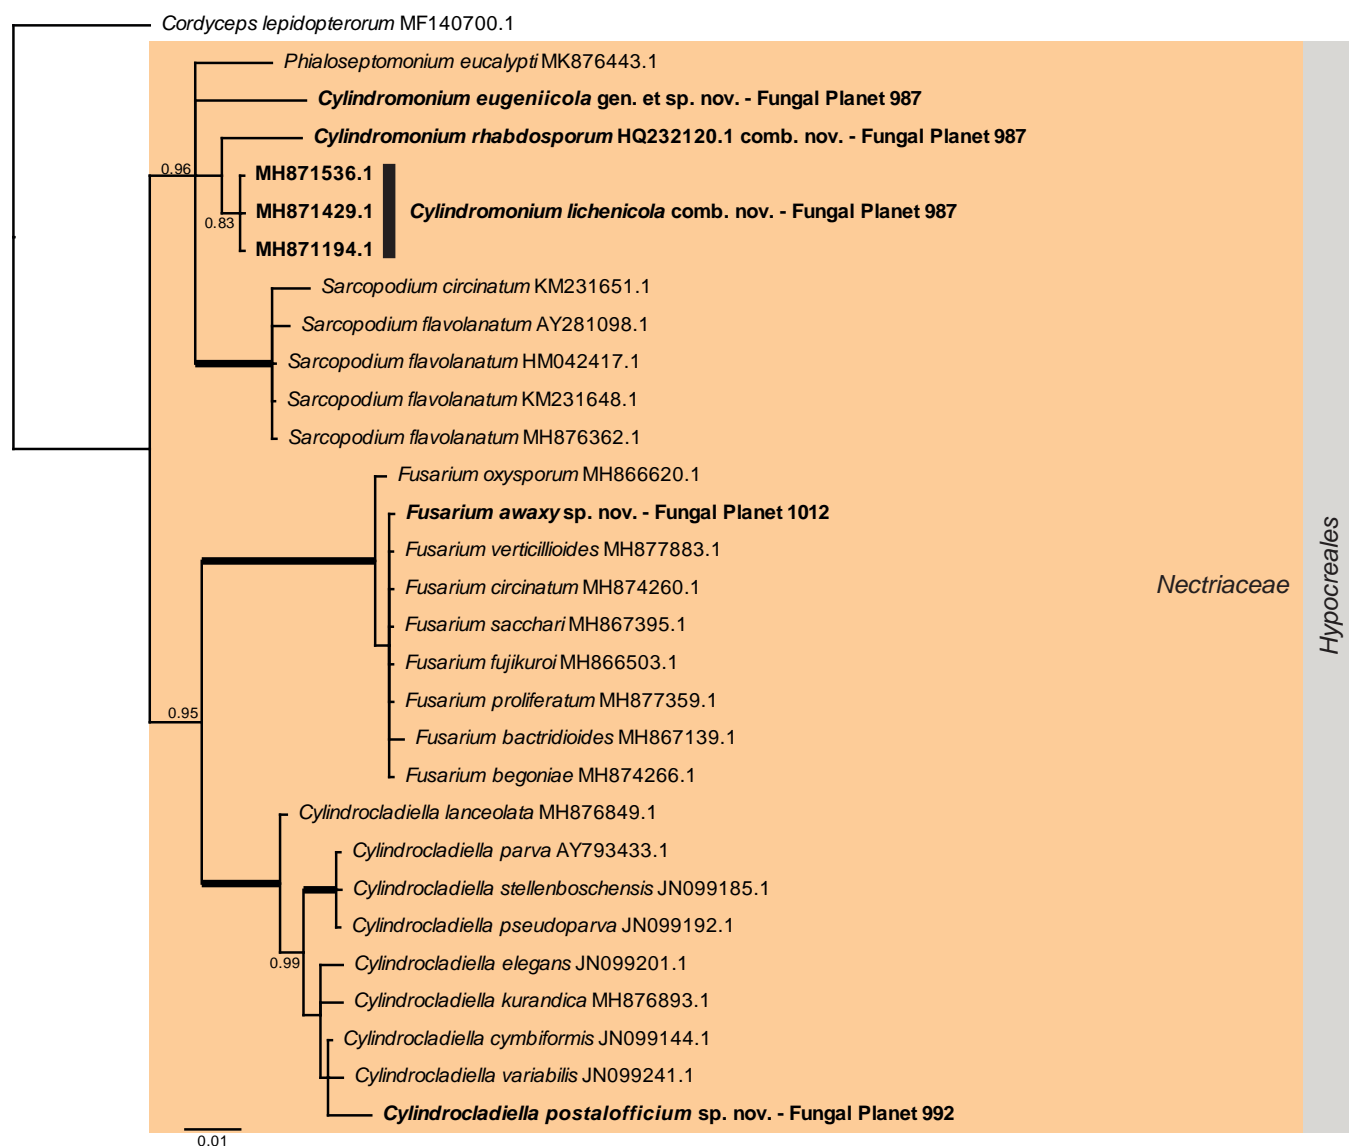 Cordyceps lepidopterorum MF140700.1
Phialoseptomonium eucalypti MK876443.1
Cylindromonium eugeniicola gen. et sp. nov. - Fungal Planet 987
Cylindromonium rhabdosporum HQ232120.1 comb. nov. - Fungal Planet 987
0.96
MH871536.1
MH871429.1
Cylindromonium lichenicola comb. nov. - Fungal Planet 987
0.83
MH871194.1
Sarcopodium circinatum KM231651.1
Sarcopodium flavolanatum AY281098.1
Sarcopodium flavolanatum HM042417.1
Sarcopodium flavolanatum KM231648.1
Sarcopodium flavolanatum MH876362.1
Fusarium oxysporum MH866620.1
Fusarium awaxy sp. nov. - Fungal Planet 1012
Fusarium verticillioides MH877883.1
Fusarium circinatum MH874260.1
Nectriaceae
Hypocreales
Fusarium sacchari MH867395.1
Fusarium fujikuroi MH866503.1
Fusarium proliferatum MH877359.1
0.95
Fusarium bactridioides MH867139.1
Fusarium begoniae MH874266.1
Cylindrocladiella lanceolata MH876849.1
Cylindrocladiella parva AY793433.1
Cylindrocladiella stellenboschensis JN099185.1
Cylindrocladiella pseudoparva JN099192.1
0.99
Cylindrocladiella elegans JN099201.1
Cylindrocladiella kurandica MH876893.1
Cylindrocladiella cymbiformis JN099144.1
Cylindrocladiella variabilis JN099241.1
Cylindrocladiella postalofficium sp. nov. - Fungal Planet 992
0.01